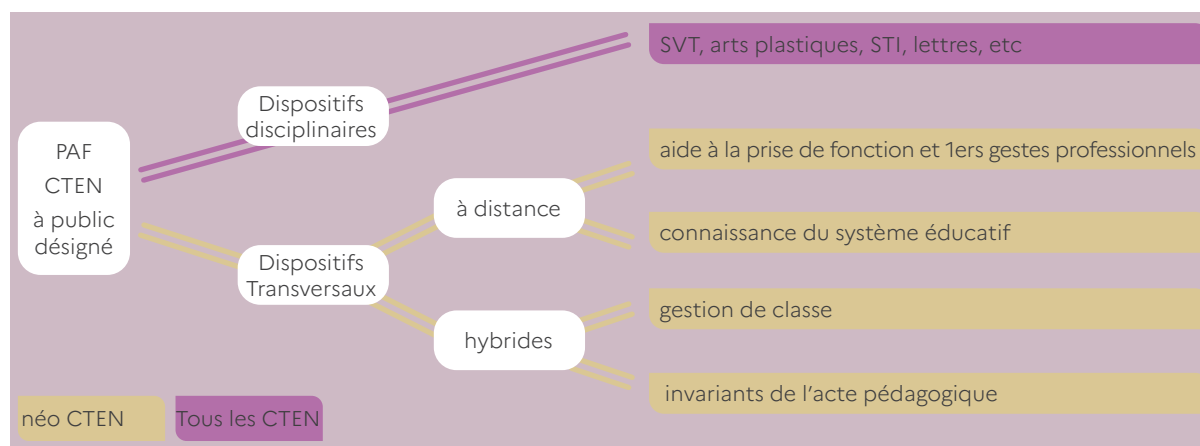 SVT, arts plastiques, STI, lettres, etc
Dispositifs
disciplinaires
PAF
CTEN
à public
désigné
aide à la prise de fonction et 1ers gestes professionnels
à distance
connaissance du système éducatif
Dispositifs
Transversaux
gestion de classe
hybrides
invariants de l'acte pédagogique
néo CTEN
Tous les CTEN